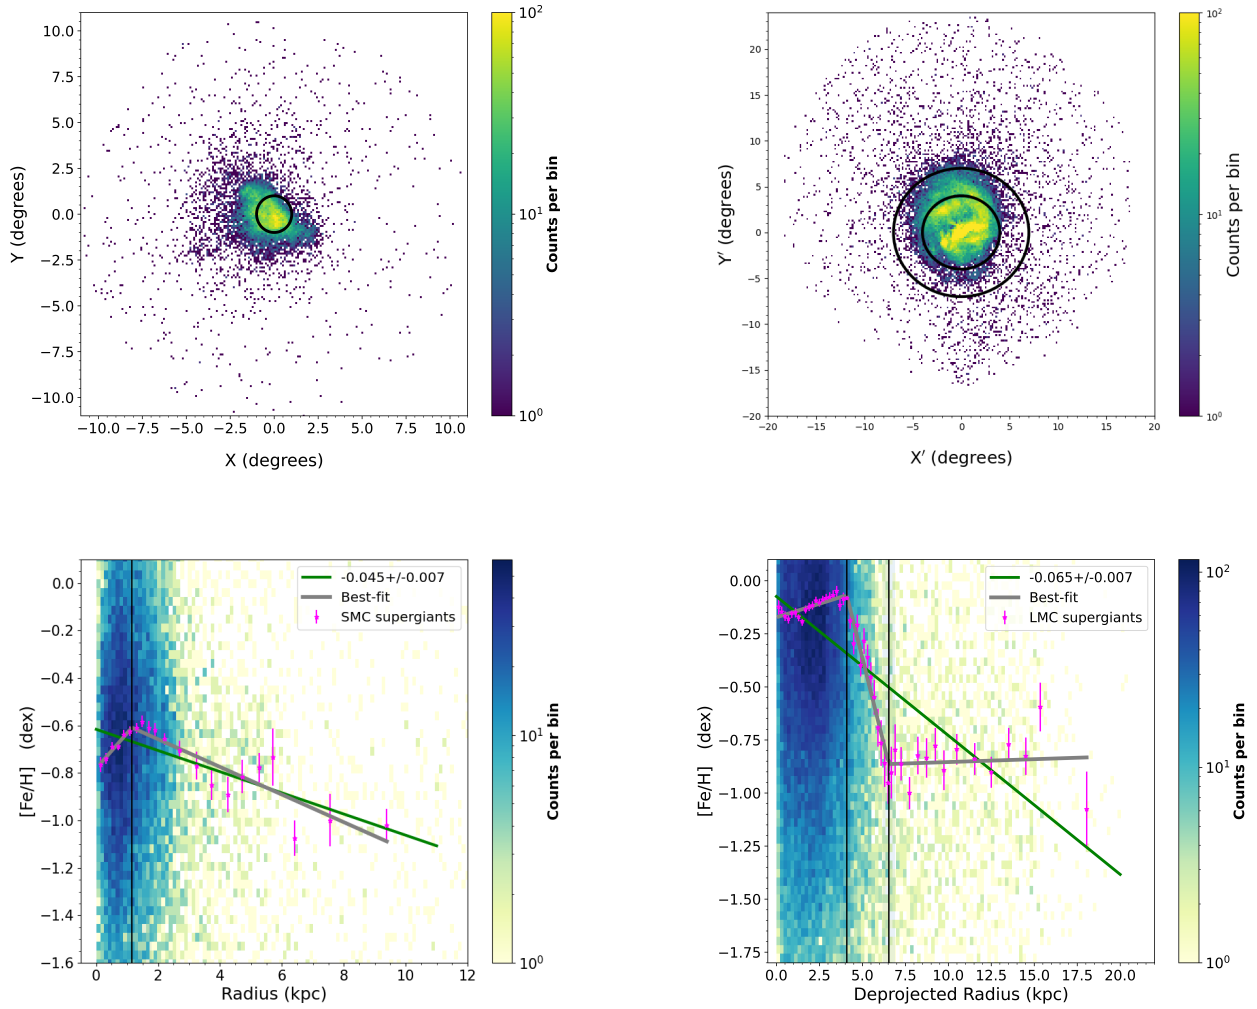 10.0
7.5
5.0
2.5
0.0
−2.5
−5.0
−7.5
−10.0
Y (degrees)
−10.0 −7.5 −5.0 −2.5 0.0 2.5 5.0 7.5 10.0
X (degrees)
10²
10¹
10⁰
Counts per bin
20
15
10
5
0
−5
−10
−15
−20
Y′ (degrees)
−20 −15 −10 −5 0 5 10 15 20
X′ (degrees)
10²
10¹
10⁰
Counts per bin
0.0
−0.2
−0.4
−0.6
−0.8
−1.0
−1.2
−1.4
−1.6
[Fe/H] (dex)
-0.045+/-0.007
Best-fit
SMC supergiants
0 2 4 6 8 10 12
Radius (kpc)
10¹
10⁰
Counts per bin
0.00
−0.25
−0.50
−0.75
−1.00
−1.25
−1.50
−1.75
[Fe/H] (dex)
-0.065+/-0.007
Best-fit
LMC supergiants
0.0 2.5 5.0 7.5 10.0 12.5 15.0 17.5 20.0
Deprojected Radius (kpc)
10²
10¹
10⁰
Counts per bin